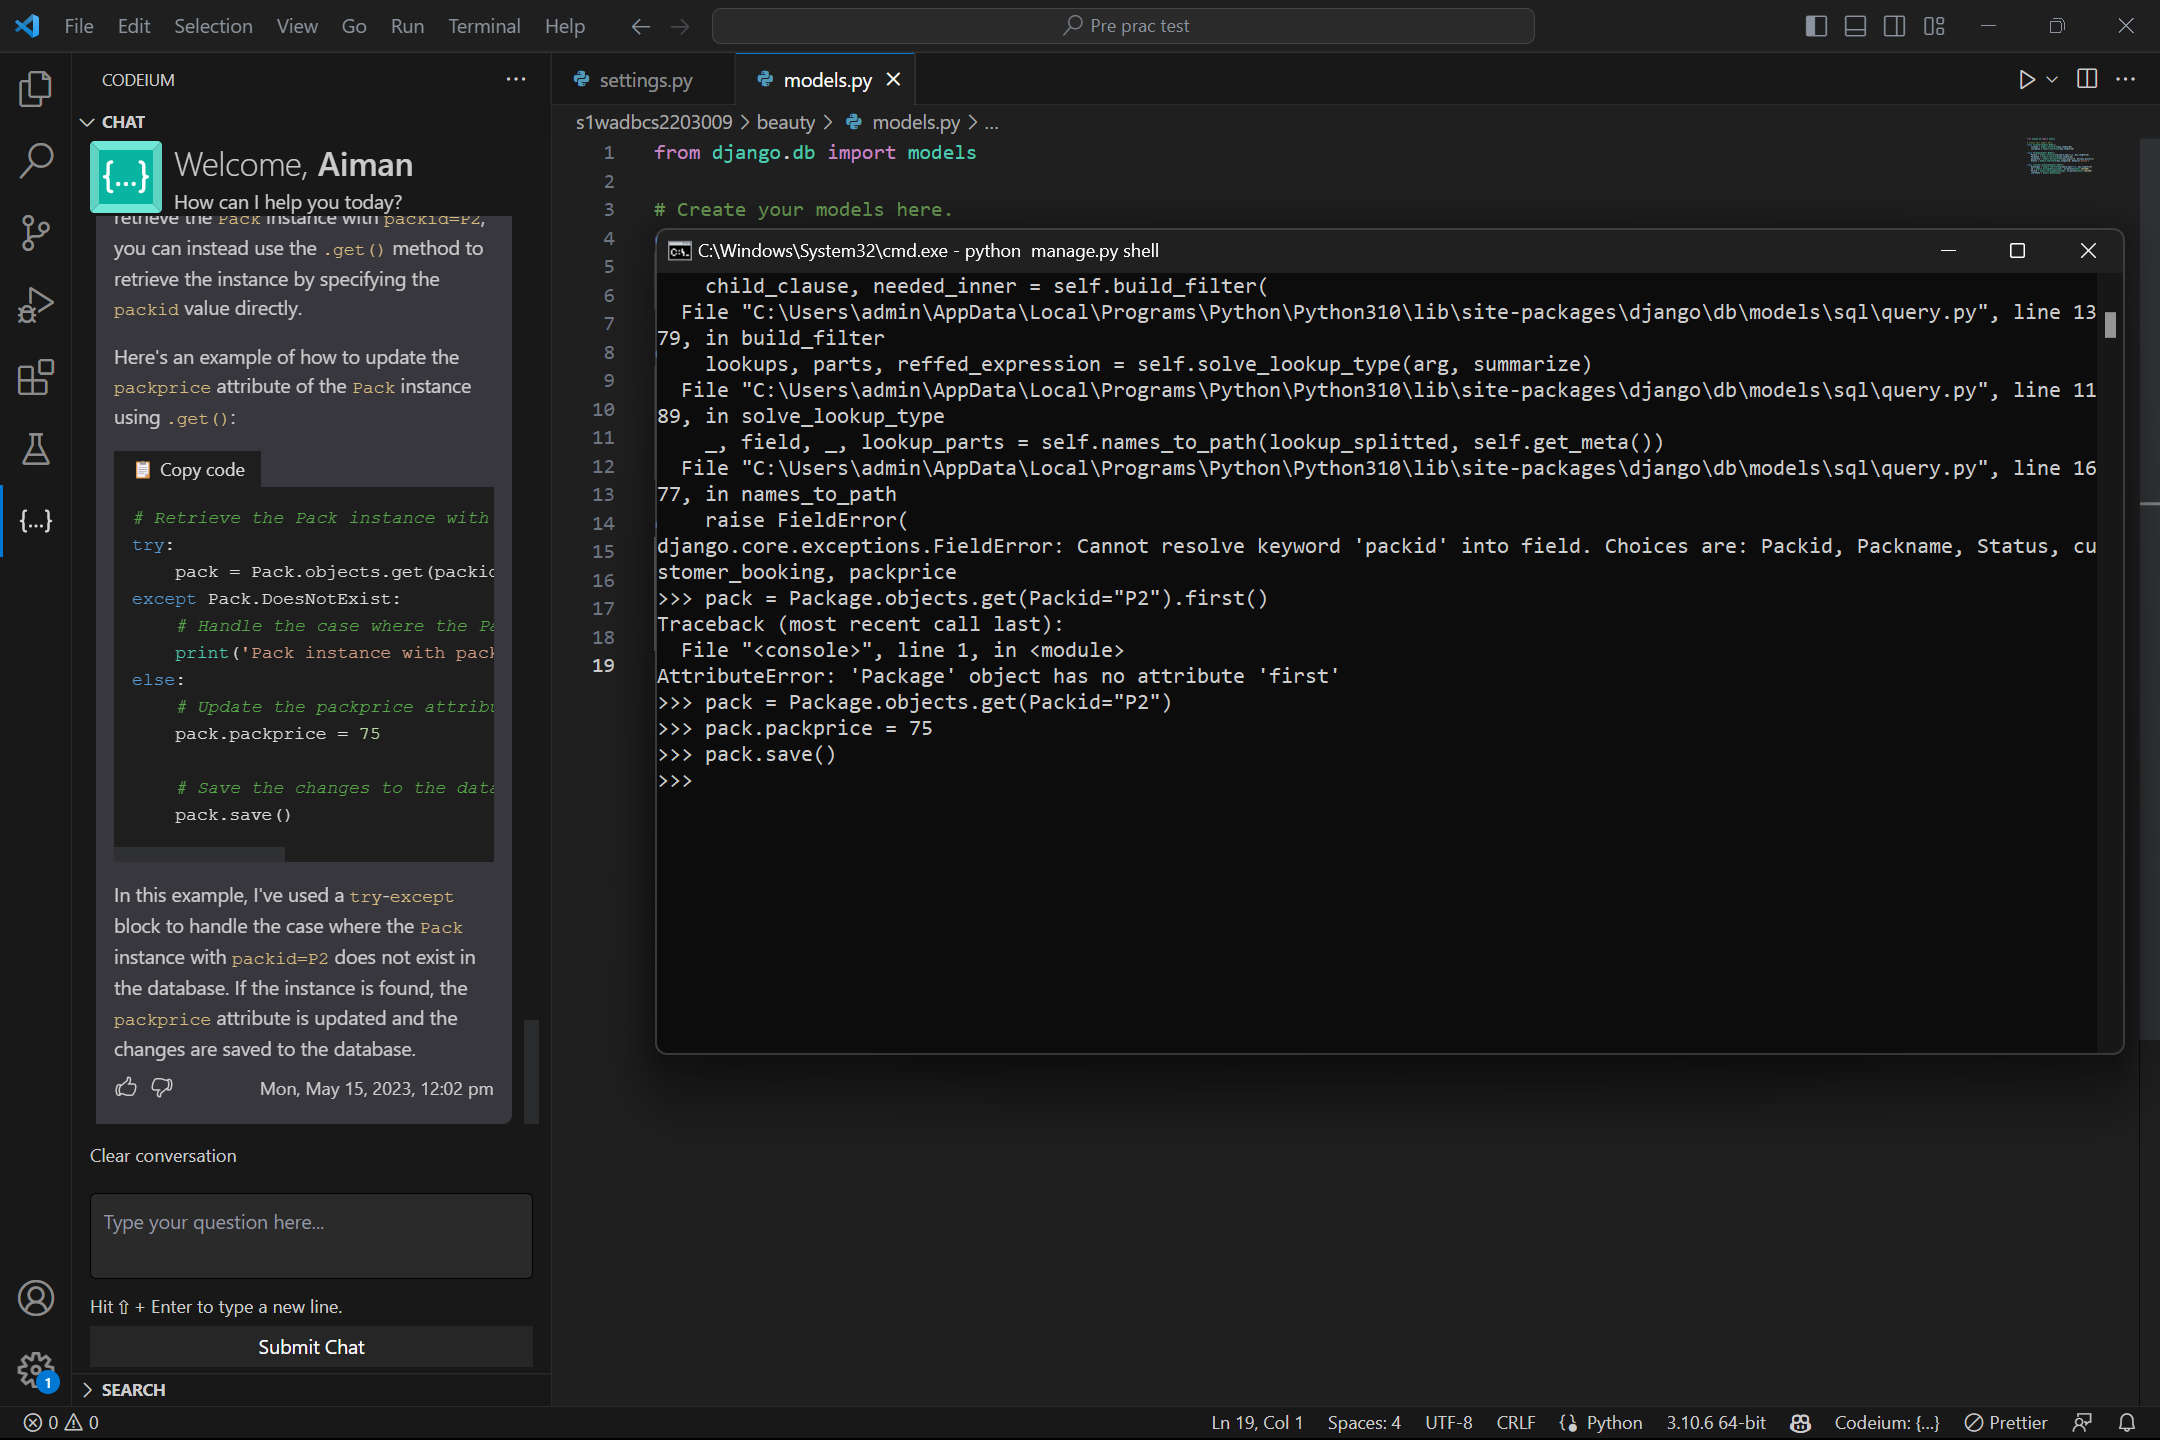 File Edit Selection View Go Run Terminal Help
Pre prac test
CODEIUM
settings.py
models.py
CHAT
{...}
Welcome, Aiman
How can I help you today?
retrieve the Pack instance with packid=P2,
you can instead use the .get() method to
retrieve the instance by specifying the
packid value directly.
Here's an example of how to update the
packprice attribute of the Pack instance
using .get():
Copy code
# Retrieve the Pack instance with
try:
pack = Pack.objects.get(packid
except Pack.DoesNotExist:
# Handle the case where the Pa
print('Pack instance with pack
else:
# Update the packprice attribu
pack.packprice = 75
# Save the changes to the data
pack.save()
In this example, I've used a try-except
block to handle the case where the Pack
instance with packid=P2 does not exist in
the database. If the instance is found, the
packprice attribute is updated and the
changes are saved to the database.
Mon, May 15, 2023, 12:02 pm
Clear conversation
Type your question here...
Hit ⇧ + Enter to type a new line.
Submit Chat
SEARCH
{...}
1
s1wadbcs2203009 > beauty > models.py > ...
1 from django.db import models
2
3 # Create your models here.
4
5
6
7
8
9
10
11
12
13
14
15
16
17
18
19
C:\Windows\System32\cmd.exe - python  manage.py shell
child_clause, needed_inner = self.build_filter(
File "C:\Users\admin\AppData\Local\Programs\Python\Python310\lib\site-packages\django\db\models\sql\query.py", line 13
79, in build_filter
lookups, parts, reffed_expression = self.solve_lookup_type(arg, summarize)
File "C:\Users\admin\AppData\Local\Programs\Python\Python310\lib\site-packages\django\db\models\sql\query.py", line 11
89, in solve_lookup_type
_, field, _, lookup_parts = self.names_to_path(lookup_splitted, self.get_meta())
File "C:\Users\admin\AppData\Local\Programs\Python\Python310\lib\site-packages\django\db\models\sql\query.py", line 16
77, in names_to_path
raise FieldError(
django.core.exceptions.FieldError: Cannot resolve keyword 'packid' into field. Choices are: Packid, Packname, Status, cu
stomer_booking, packprice
>>> pack = Package.objects.get(Packid="P2").first()
Traceback (most recent call last):
File "<console>", line 1, in <module>
AttributeError: 'Package' object has no attribute 'first'
>>> pack = Package.objects.get(Packid="P2")
>>> pack.packprice = 75
>>> pack.save()
>>>
0 0
Ln 19, Col 1 Spaces: 4 UTF-8 CRLF Python 3.10.6 64-bit Codeium: {...} Prettier